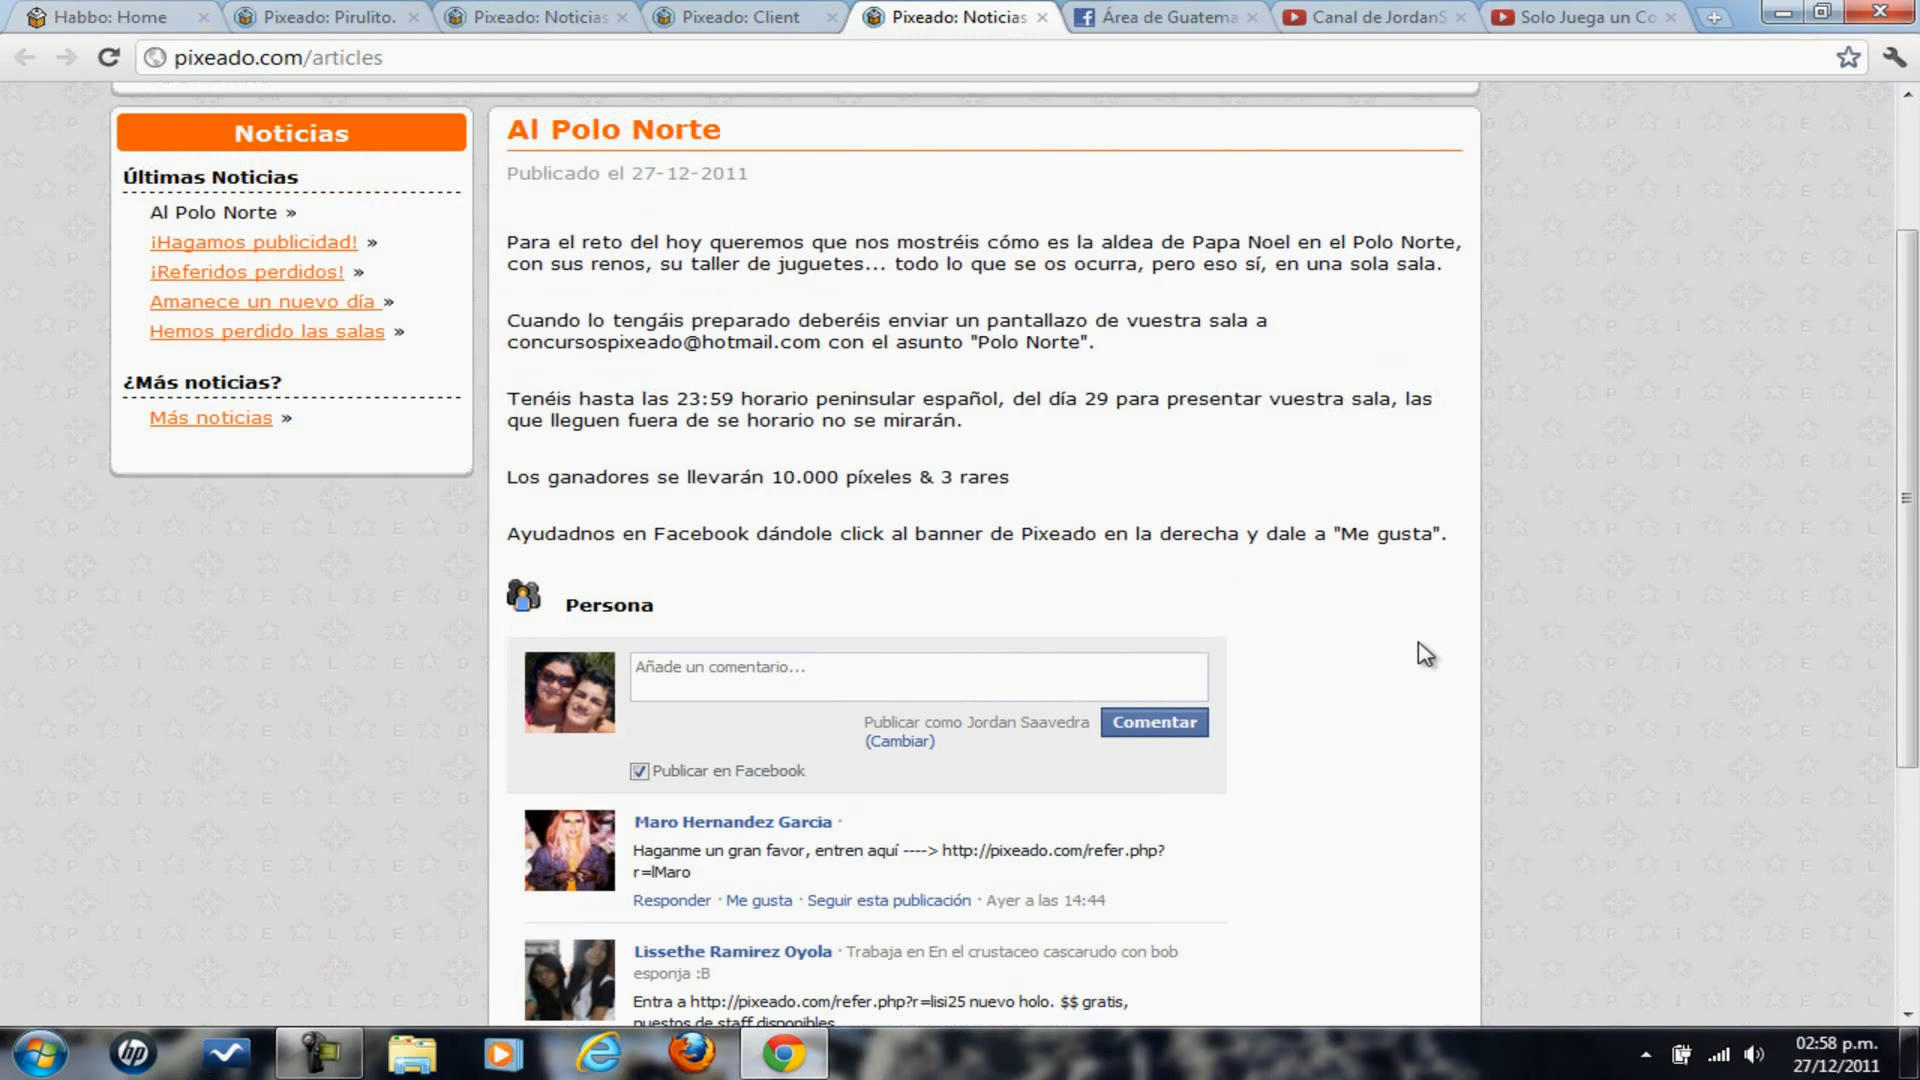 Habbo: Home
Pixeado: Pirulito.
Pixeado: Noticias
Pixeado: Client
Pixeado: Noticias
Área de Guatema
Canal de JordanS
Solo Juega un Co
pixeado.com/articles
Noticias
Últimas Noticias
Al Polo Norte »
¡Hagamos publicidad! »
¡Referidos perdidos! »
Amanece un nuevo día »
Hemos perdido las salas »
¿Más noticias?
Más noticias »
Al Polo Norte
Publicado el 27-12-2011
Para el reto del hoy queremos que nos mostréis cómo es la aldea de Papa Noel en el Polo Norte,
con sus renos, su taller de juguetes... todo lo que se os ocurra, pero eso sí, en una sola sala.
Cuando lo tengáis preparado deberéis enviar un pantallazo de vuestra sala a
concursospixeado@hotmail.com con el asunto "Polo Norte".
Tenéis hasta las 23:59 horario peninsular español, del día 29 para presentar vuestra sala, las
que lleguen fuera de se horario no se mirarán.
Los ganadores se llevarán 10.000 píxeles & 3 rares
Ayudadnos en Facebook dándole click al banner de Pixeado en la derecha y dale a "Me gusta".
Persona
Añade un comentario...
Publicar como Jordan Saavedra
(Cambiar)
Comentar
Publicar en Facebook
Maro Hernandez Garcia ·
Haganme un gran favor, entren aquí ----> http://pixeado.com/refer.php?
r=lMaro
Responder · Me gusta · Seguir esta publicación · Ayer a las 14:44
Lissethe Ramirez Oyola · Trabaja en En el crustaceo cascarudo con bob
esponja :B
Entra a http://pixeado.com/refer.php?r=lisi25 nuevo holo. $$ gratis,
puestos de staff disponibles
hp
02:58 p.m.
27/12/2011